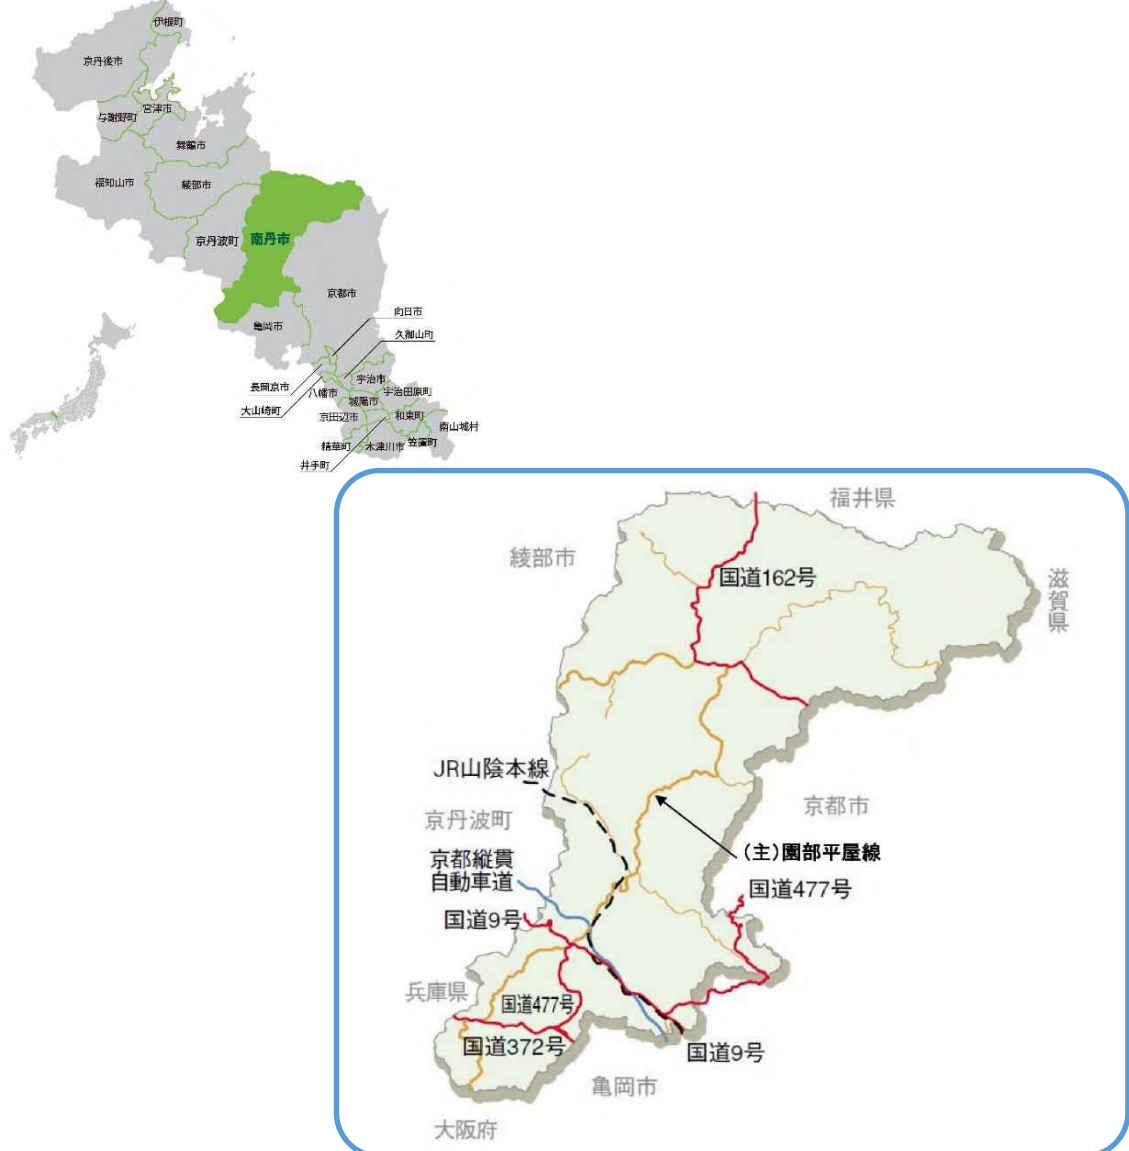 伊根町
京丹後市
宮津市
与謝野町
舞鶴市
福知山市
綾部市
京丹波町
南丹市
京都市
亀岡市
向日市
久御山町
長岡京市
宇治市
八幡市
宇治田原町
大山崎町
城陽市
京田辺市
和束町
南山城村
精華町
木津川市
笠置町
井手町
福井県
綾部市
国道162号
滋賀県
JR山陰本線
京都市
京丹波町
(主)園部平屋線
京都縦貫
自動車道
国道477号
国道9号
兵庫県
国道477号
国道372号
国道9号
亀岡市
大阪府